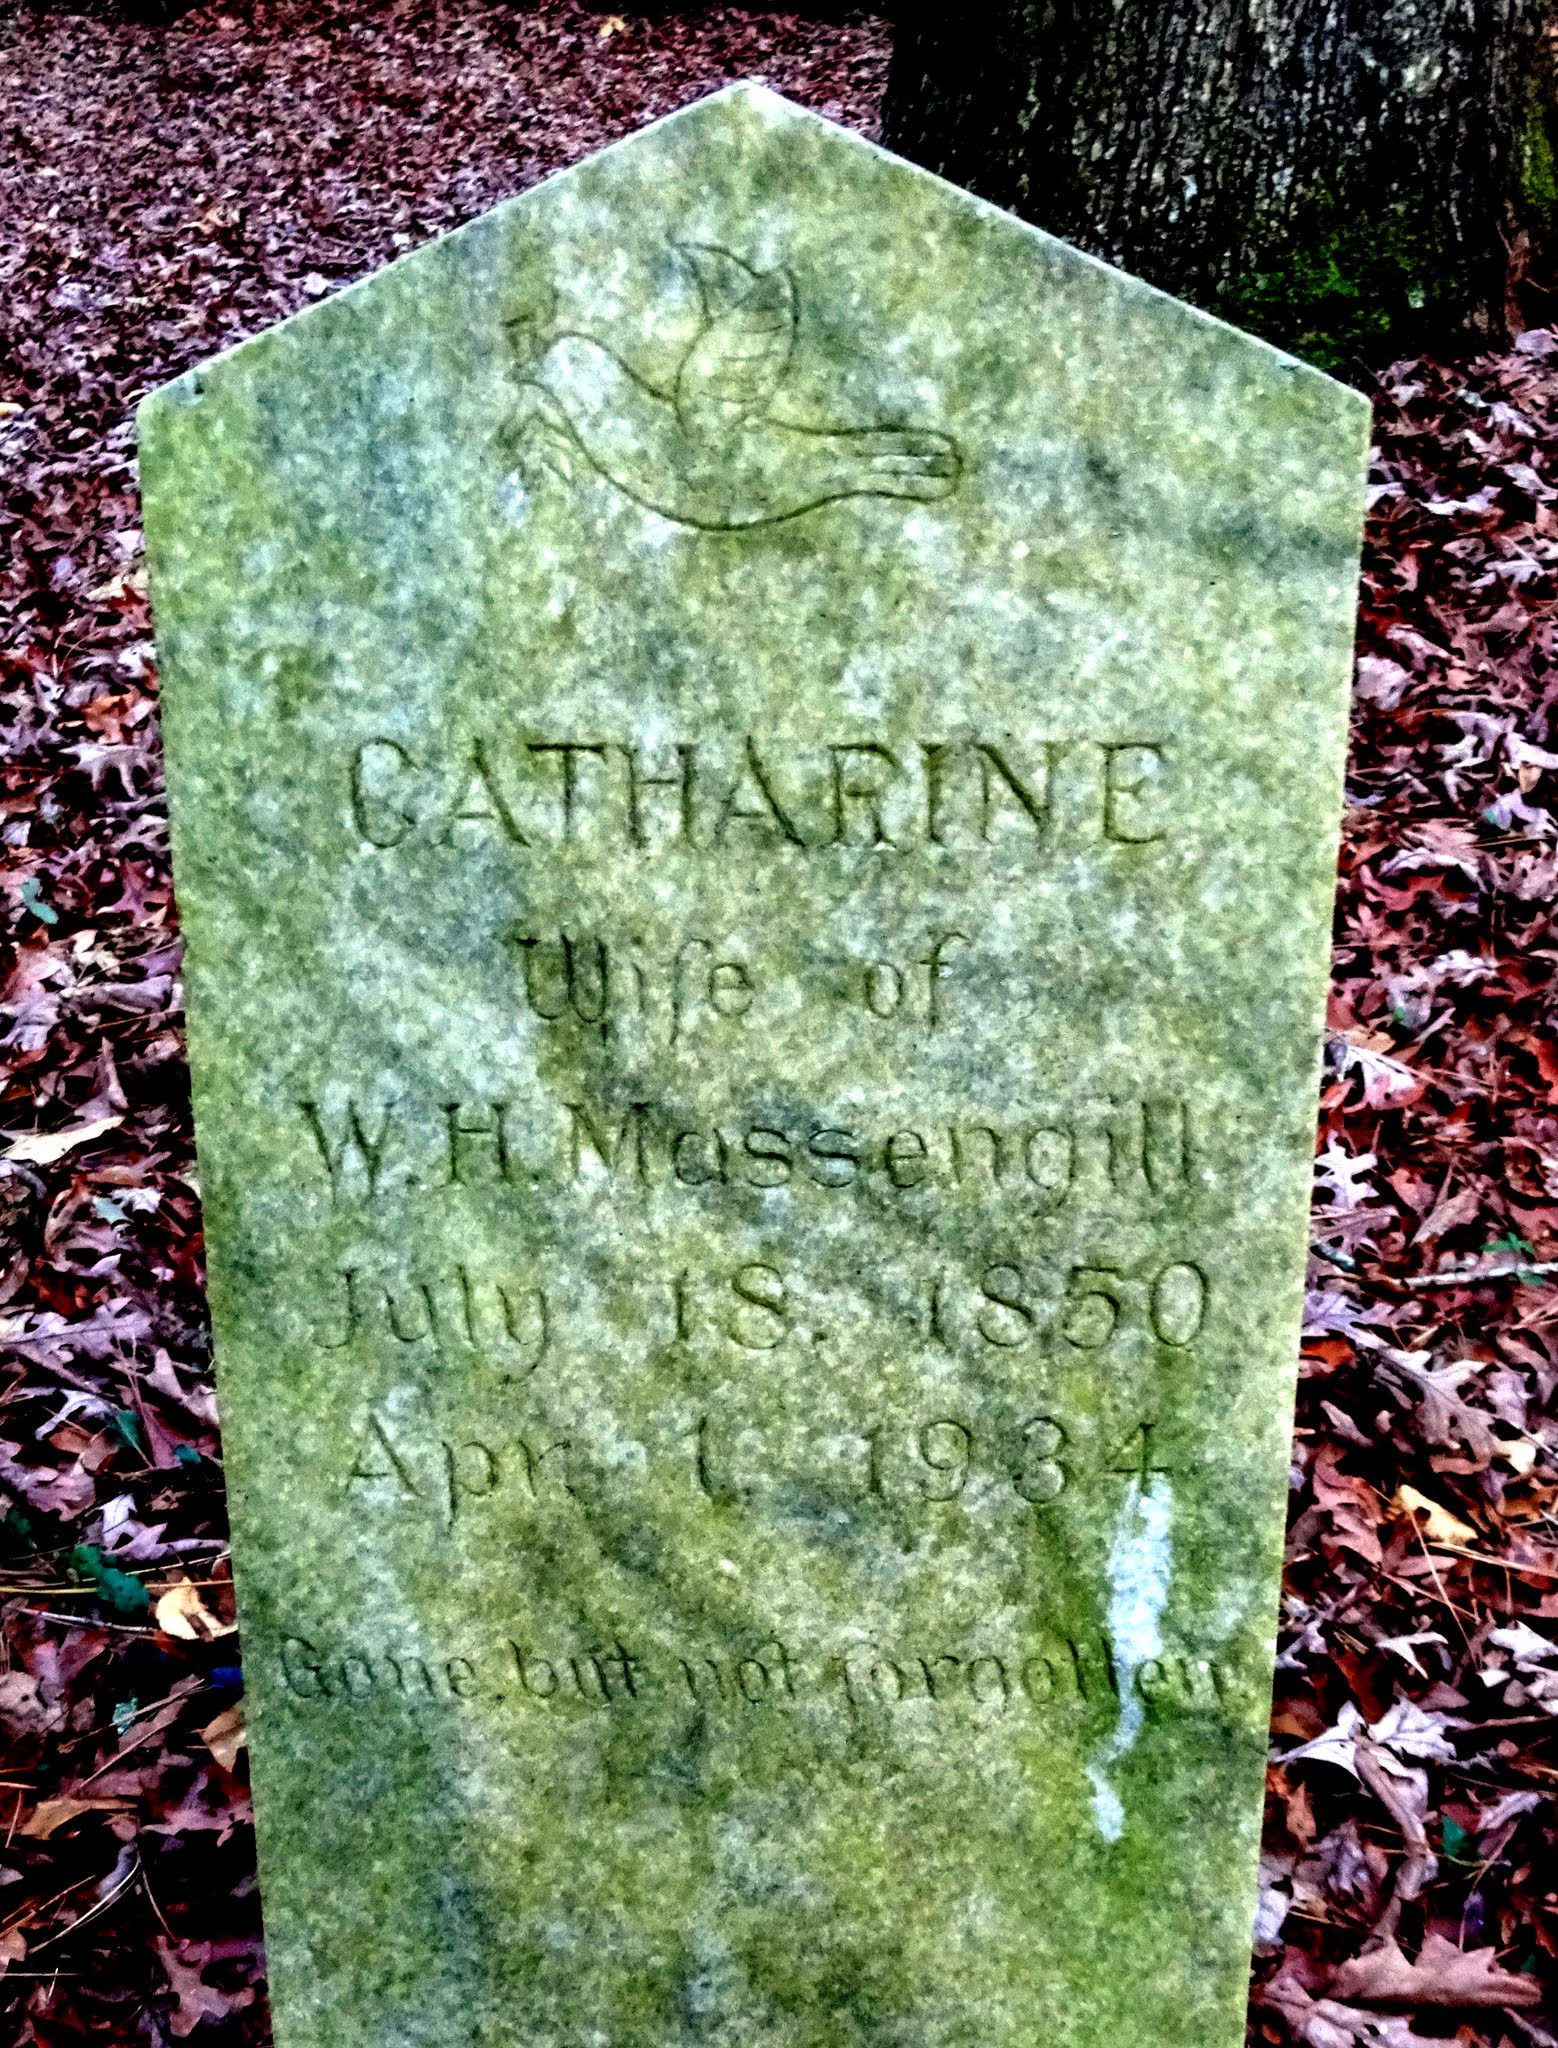 CATHARINE
Wife of
W.H. Massengill
July 18. 1850
Apr. 1. 1934
Gone but not forgotten.